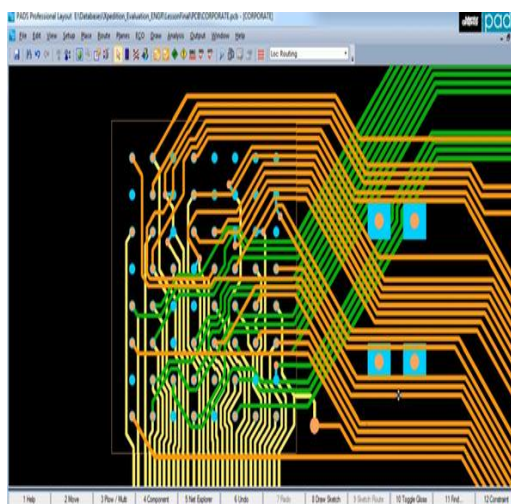 PADS Professional Layout E:\Databases\Xpedition_Evaluation_ENGR\LessonFinal\PCB\CORPORATE.pcb - [CORPORATE]
pad
File Edit View Setup Place Route Planes ECO Draw Analysis Output Window Help
Loc: Routing
1 Help 2 Move 3 Plow / Multi 4 Component 5 Net Explorer 6 Undo 7 Pads 8 Draw Sketch 9 Sketch Route 10 Toggle Gloss 11 Find... 12 Constraint